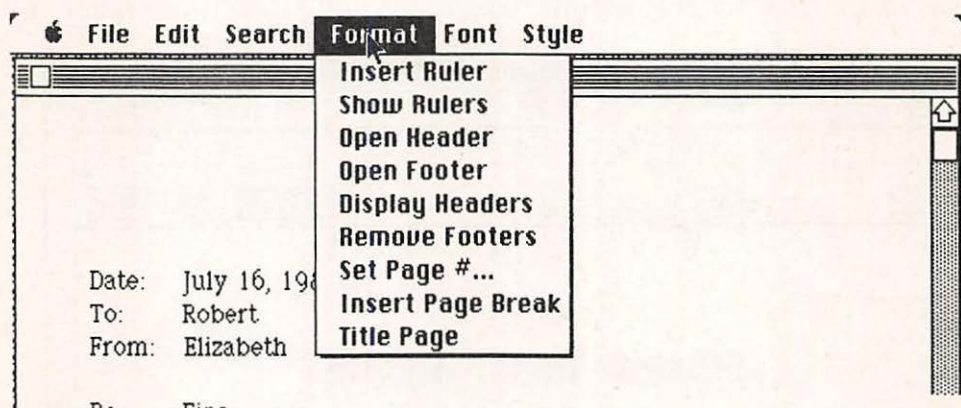 File Edit Search Format Font Style
Insert Ruler
Show Rulers
Open Header
Open Footer
Display Headers
Remove Footers
Set Page #...
Insert Page Break
Title Page
Date: July 16, 198
To: Robert
From: Elizabeth